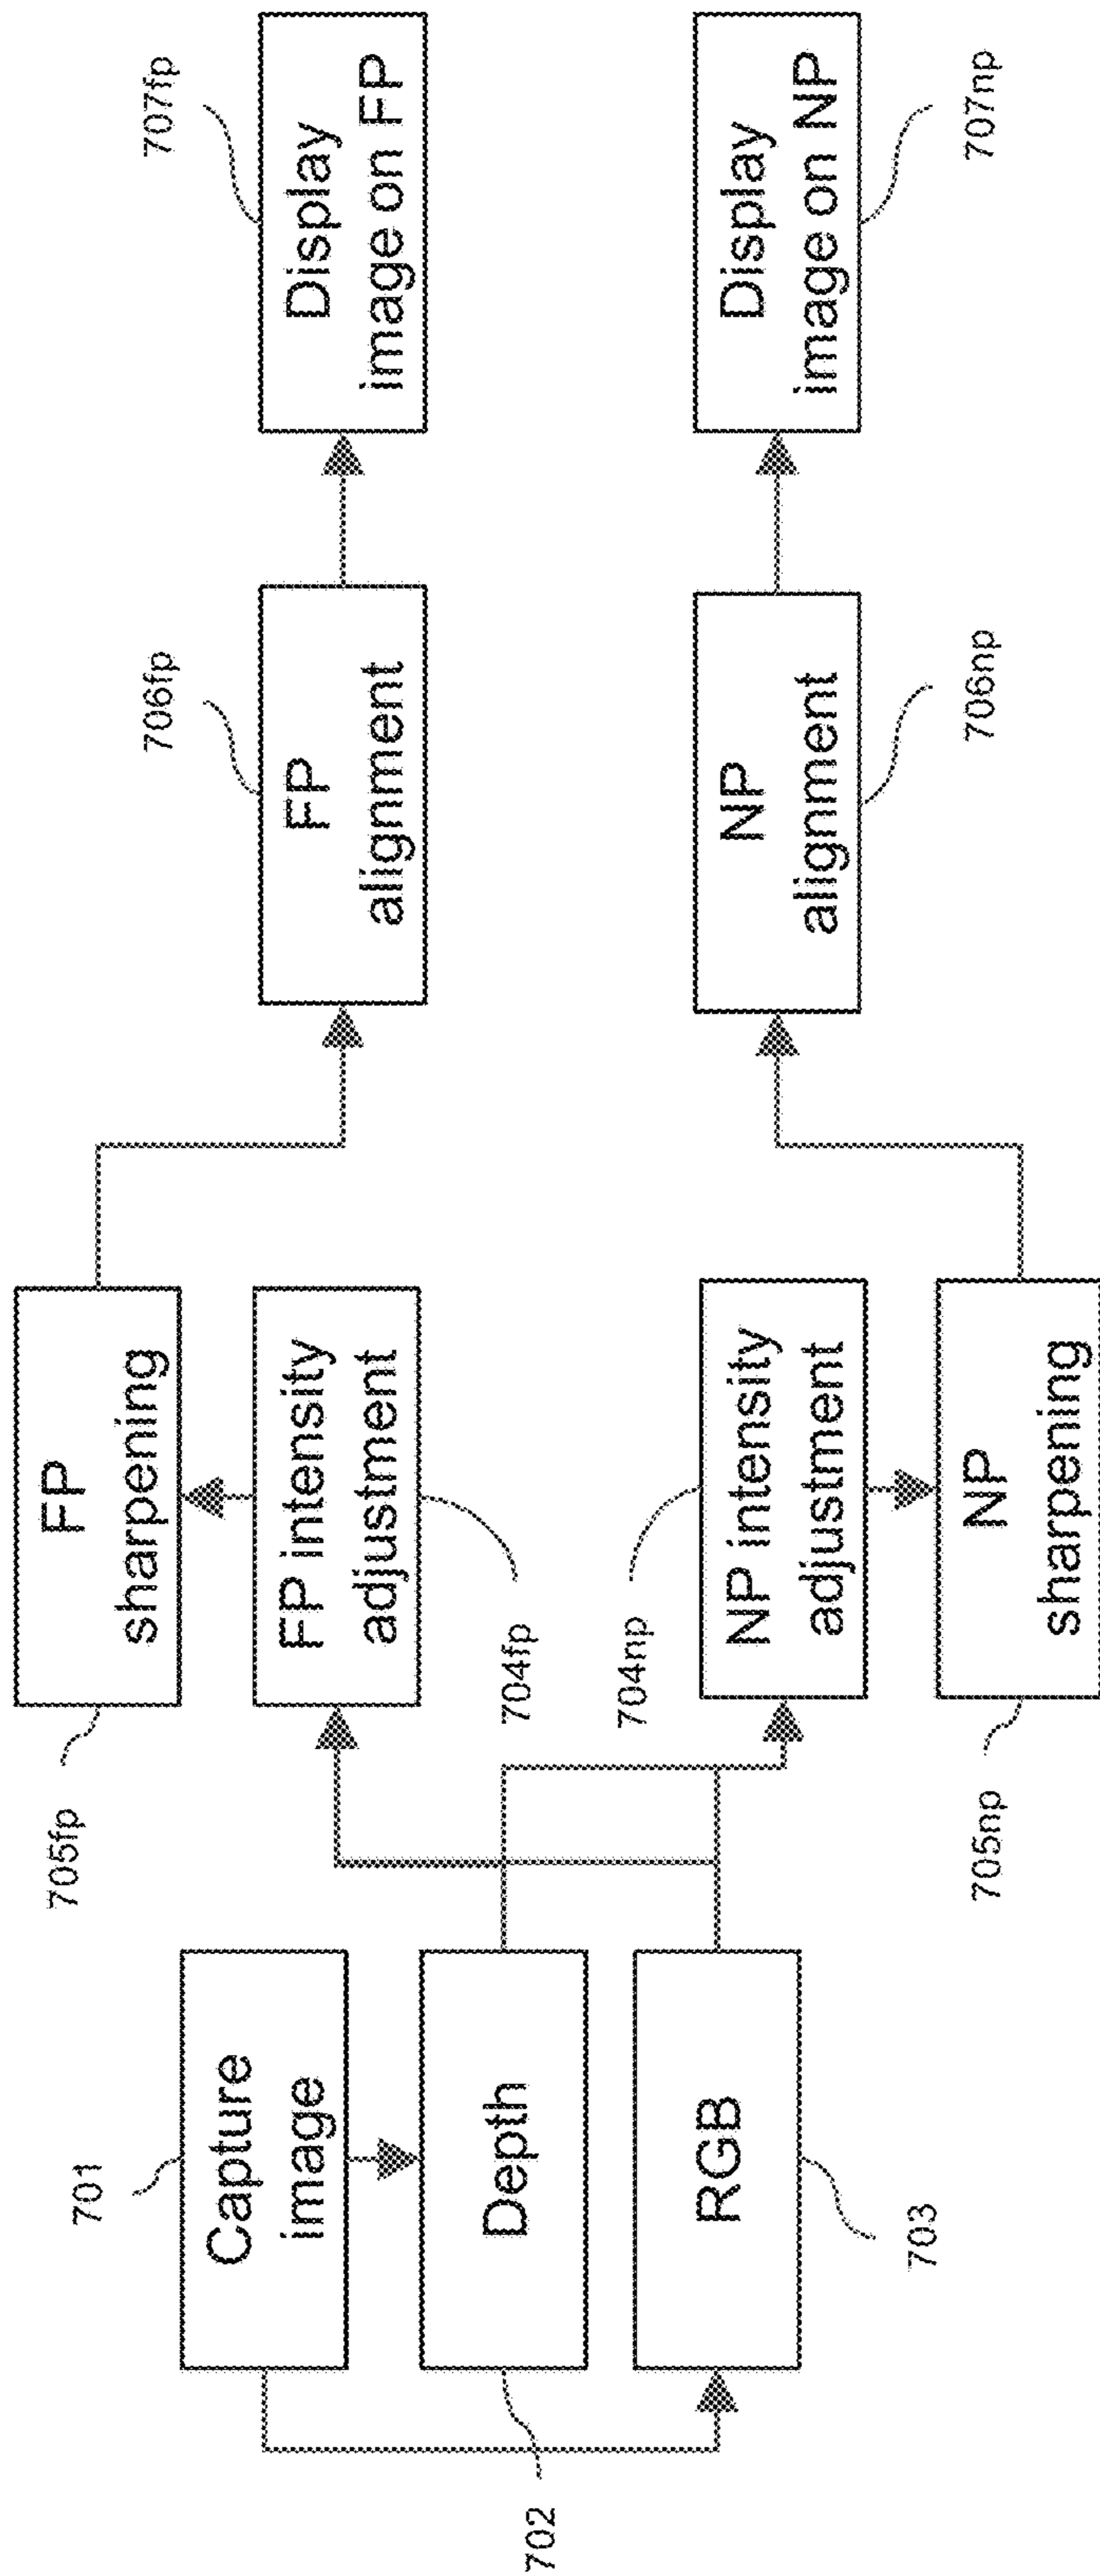 701
Capture
image
Depth
702
RGB
703
705fp
FP
sharpening
FP intensity
adjustment
704fp
704np
NP intensity
adjustment
NP
sharpening
705np
706fp
FP
alignment
NP
alignment
706np
707fp
Display
image on FP
Display
image on NP
707np